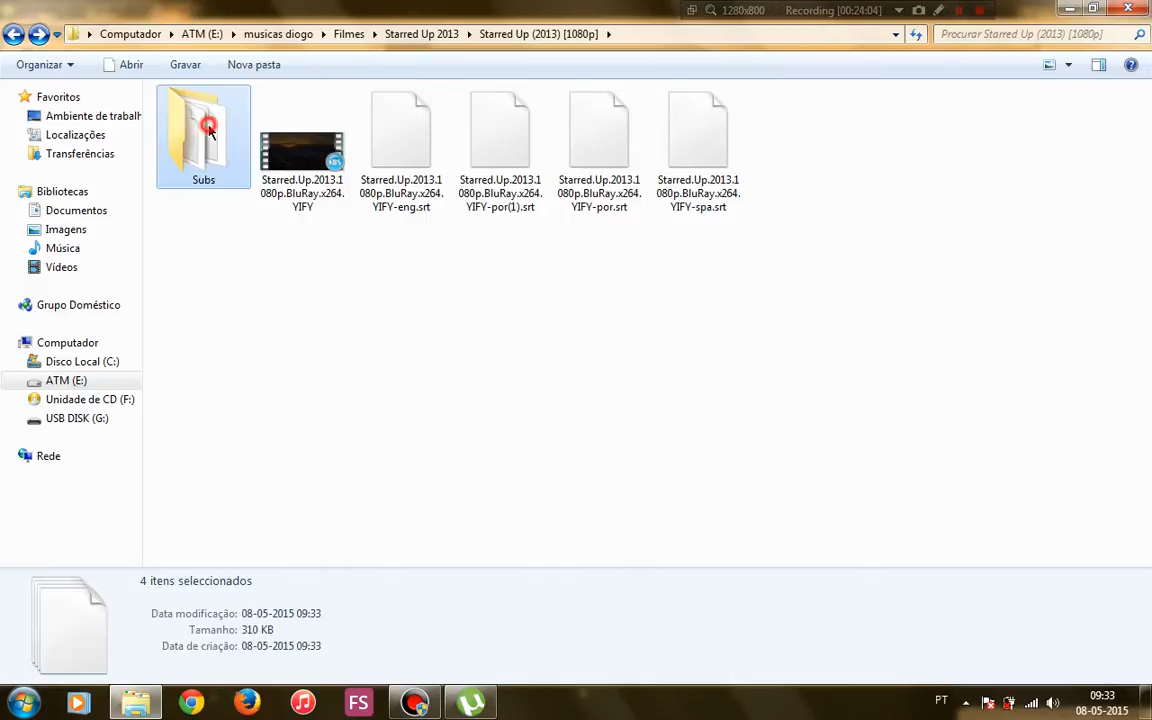 1280x800 Recording [00:24:04]
Computador ATM (E:) musicas diogo Filmes Starred Up 2013 Starred Up (2013) [1080p] Procurar Starred Up (2013) [1080p]
Organizar Abrir Gravar Nova pasta
Favoritos
Ambiente de trabalh
Localizações
Transferências
Bibliotecas
Documentos
Imagens
Música
Vídeos
Grupo Doméstico
Computador
Disco Local (C:)
ATM (E:)
Unidade de CD (F:)
USB DISK (G:)
Rede
Subs
Starred.Up.2013.1
080p.BluRay.x264.
YIFY
KBS
Starred.Up.2013.1
080p.BluRay.x264.
YIFY-eng.srt
Starred.Up.2013.1
080p.BluRay.x264.
YIFY-por(1).srt
Starred.Up.2013.1
080p.BluRay.x264.
YIFY-por.srt
Starred.Up.2013.1
080p.BluRay.x264.
YIFY-spa.srt
4 itens seleccionados
Data modificação: 08-05-2015 09:33
Tamanho: 310 KB
Data de criação: 08-05-2015 09:33
FS
PT
09:33
08-05-2015